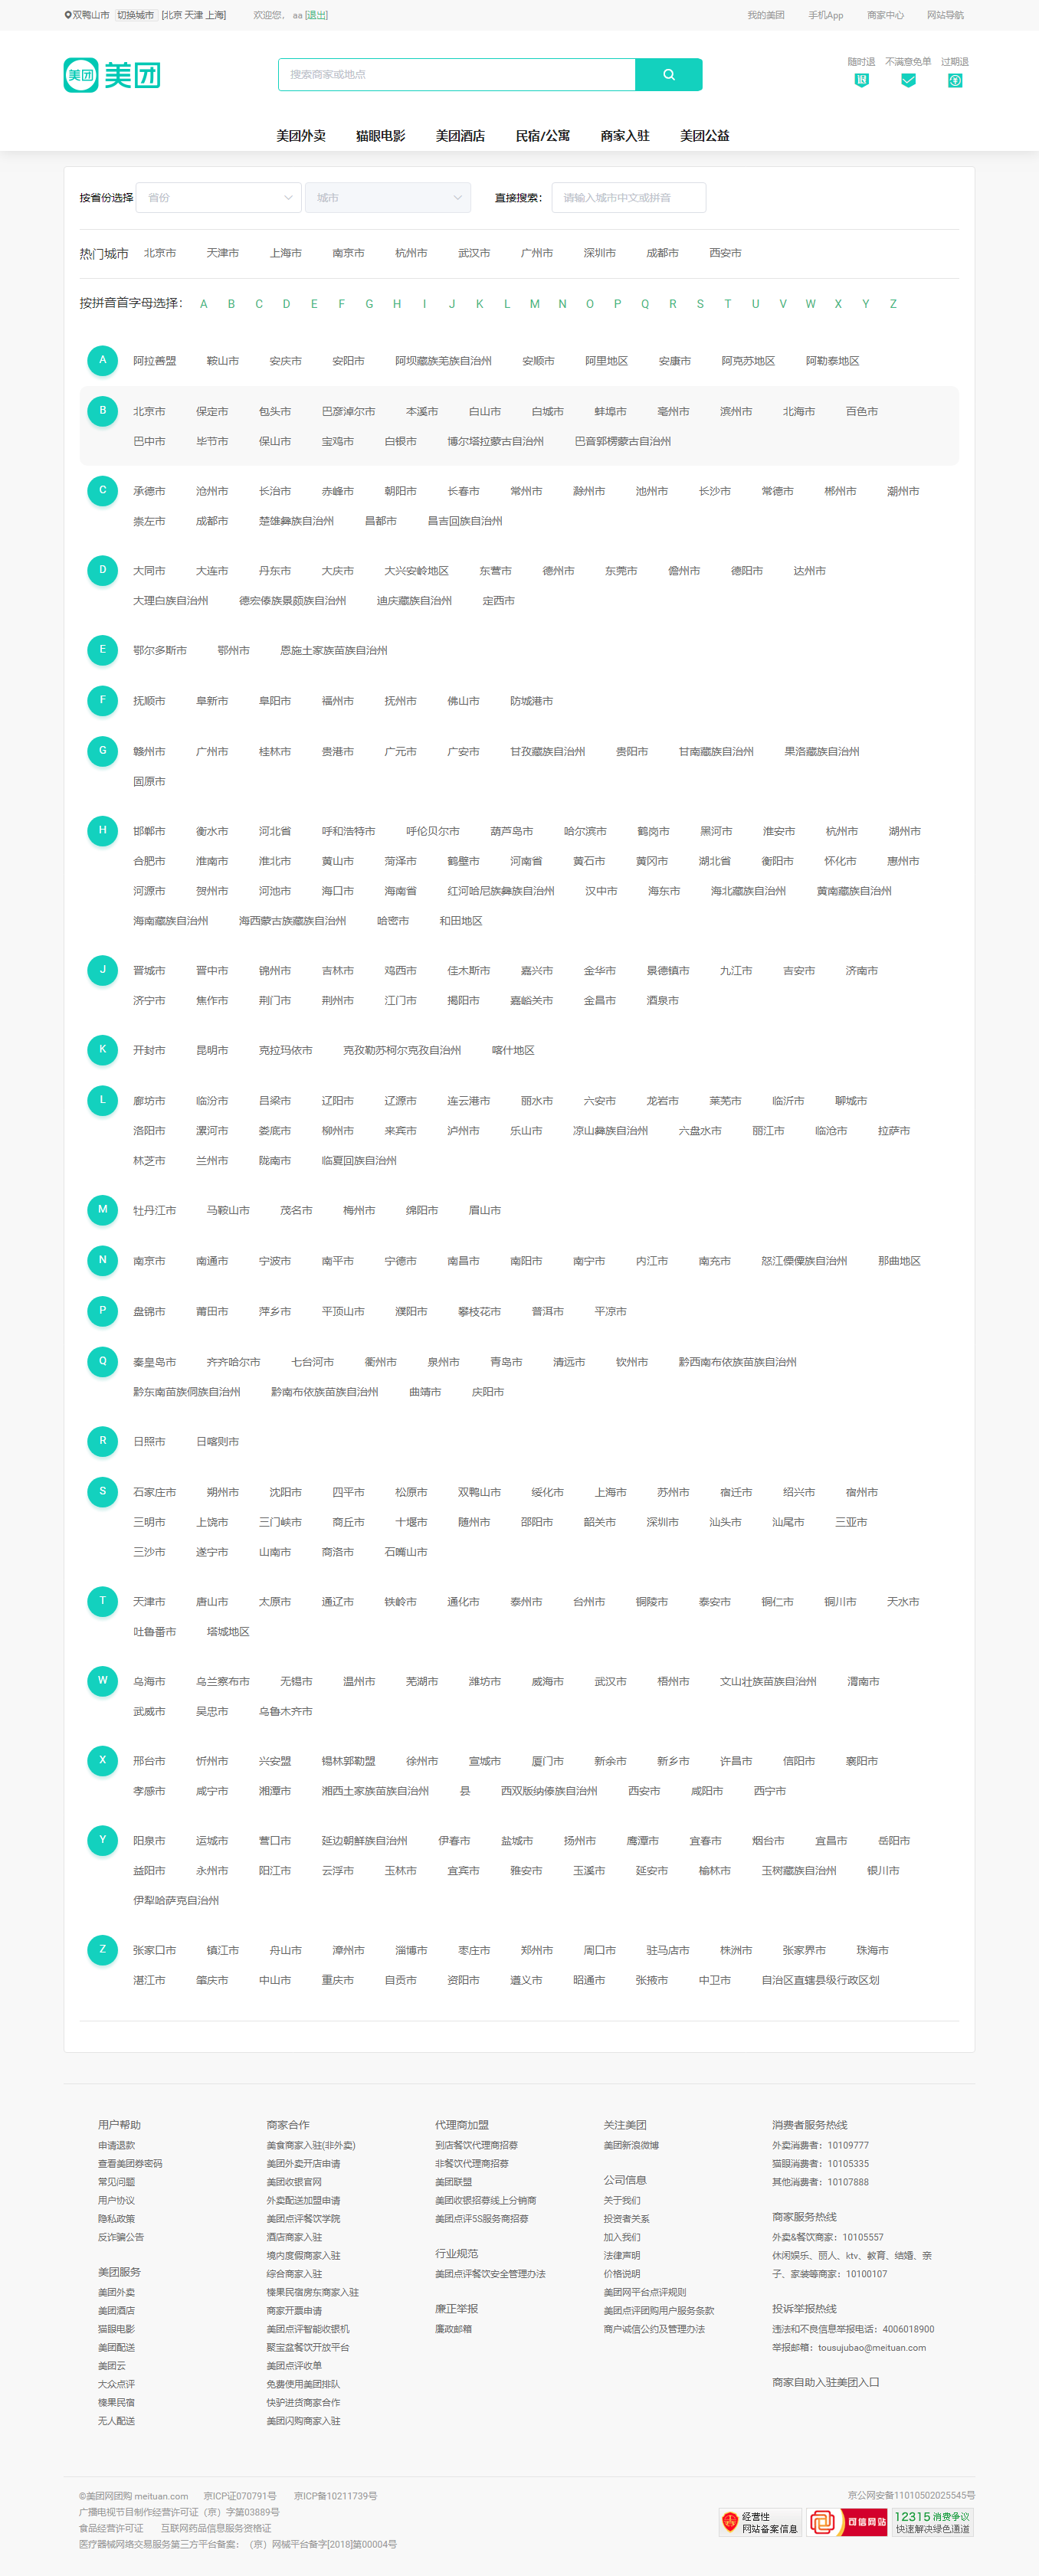 双鸭山市 切换城市 [北京 天津 上海] 欢迎您, aa [退出] 我的美团 手机App 商家中心 网站导航
美团 美团 搜索商家或地点 随时退 不满意免单 过期退
美团外卖 猫眼电影 美团酒店 民宿/公寓 商家入驻 美团公益
按省份选择 省份 城市 直接搜索： 请输入城市中文或拼音
热门城市 北京市 天津市 上海市 南京市 杭州市 武汉市 广州市 深圳市 成都市 西安市
按拼音首字母选择： A B C D E F G H I J K L M N O P Q R S T U V W X Y Z
A 阿拉善盟 鞍山市 安庆市 安阳市 阿坝藏族羌族自治州 安顺市 阿里地区 安康市 阿克苏地区 阿勒泰地区
B 北京市 保定市 包头市 巴彦淖尔市 本溪市 白山市 白城市 蚌埠市 亳州市 滨州市 北海市 百色市
巴中市 毕节市 保山市 宝鸡市 白银市 博尔塔拉蒙古自治州 巴音郭楞蒙古自治州
C 承德市 沧州市 长治市 赤峰市 朝阳市 长春市 常州市 滁州市 池州市 长沙市 常德市 郴州市 潮州市
崇左市 成都市 楚雄彝族自治州 昌都市 昌吉回族自治州
D 大同市 大连市 丹东市 大庆市 大兴安岭地区 东营市 德州市 东莞市 儋州市 德阳市 达州市
大理白族自治州 德宏傣族景颇族自治州 迪庆藏族自治州 定西市
E 鄂尔多斯市 鄂州市 恩施土家族苗族自治州
F 抚顺市 阜新市 阜阳市 福州市 抚州市 佛山市 防城港市
G 赣州市 广州市 桂林市 贵港市 广元市 广安市 甘孜藏族自治州 贵阳市 甘南藏族自治州 果洛藏族自治州
固原市
H 邯郸市 衡水市 河北省 呼和浩特市 呼伦贝尔市 葫芦岛市 哈尔滨市 鹤岗市 黑河市 淮安市 杭州市 湖州市
合肥市 淮南市 淮北市 黄山市 菏泽市 鹤壁市 河南省 黄石市 黄冈市 湖北省 衡阳市 怀化市 惠州市
河源市 贺州市 河池市 海口市 海南省 红河哈尼族彝族自治州 汉中市 海东市 海北藏族自治州 黄南藏族自治州
海南藏族自治州 海西蒙古族藏族自治州 哈密市 和田地区
J 晋城市 晋中市 锦州市 吉林市 鸡西市 佳木斯市 嘉兴市 金华市 景德镇市 九江市 吉安市 济南市
济宁市 焦作市 荆门市 荆州市 江门市 揭阳市 嘉峪关市 金昌市 酒泉市
K 开封市 昆明市 克拉玛依市 克孜勒苏柯尔克孜自治州 喀什地区
L 廊坊市 临汾市 吕梁市 辽阳市 辽源市 连云港市 丽水市 六安市 龙岩市 莱芜市 临沂市 聊城市
洛阳市 漯河市 娄底市 柳州市 来宾市 泸州市 乐山市 凉山彝族自治州 六盘水市 丽江市 临沧市 拉萨市
林芝市 兰州市 陇南市 临夏回族自治州
M 牡丹江市 马鞍山市 茂名市 梅州市 绵阳市 眉山市
N 南京市 南通市 宁波市 南平市 宁德市 南昌市 南阳市 南宁市 内江市 南充市 怒江傈僳族自治州 那曲地区
P 盘锦市 莆田市 萍乡市 平顶山市 濮阳市 攀枝花市 普洱市 平凉市
Q 秦皇岛市 齐齐哈尔市 七台河市 衢州市 泉州市 青岛市 清远市 钦州市 黔西南布依族苗族自治州
黔东南苗族侗族自治州 黔南布依族苗族自治州 曲靖市 庆阳市
R 日照市 日喀则市
S 石家庄市 朔州市 沈阳市 四平市 松原市 双鸭山市 绥化市 上海市 苏州市 宿迁市 绍兴市 宿州市
三明市 上饶市 三门峡市 商丘市 十堰市 随州市 邵阳市 韶关市 深圳市 汕头市 汕尾市 三亚市
三沙市 遂宁市 山南市 商洛市 石嘴山市
T 天津市 唐山市 太原市 通辽市 铁岭市 通化市 泰州市 台州市 铜陵市 泰安市 铜仁市 铜川市 天水市
吐鲁番市 塔城地区
W 乌海市 乌兰察布市 无锡市 温州市 芜湖市 潍坊市 威海市 武汉市 梧州市 文山壮族苗族自治州 渭南市
武威市 吴忠市 乌鲁木齐市
X 邢台市 忻州市 兴安盟 锡林郭勒盟 徐州市 宣城市 厦门市 新余市 新乡市 许昌市 信阳市 襄阳市
孝感市 咸宁市 湘潭市 湘西土家族苗族自治州 县 西双版纳傣族自治州 西安市 咸阳市 西宁市
Y 阳泉市 运城市 营口市 延边朝鲜族自治州 伊春市 盐城市 扬州市 鹰潭市 宜春市 烟台市 宜昌市 岳阳市
益阳市 永州市 阳江市 云浮市 玉林市 宜宾市 雅安市 玉溪市 延安市 榆林市 玉树藏族自治州 银川市
伊犁哈萨克自治州
Z 张家口市 镇江市 舟山市 漳州市 淄博市 枣庄市 郑州市 周口市 驻马店市 株洲市 张家界市 珠海市
湛江市 肇庆市 中山市 重庆市 自贡市 资阳市 遵义市 昭通市 张掖市 中卫市 自治区直辖县级行政区划
用户帮助
申请退款
查看美团券密码
常见问题
用户协议
隐私政策
反诈骗公告
美团服务
美团外卖
美团酒店
猫眼电影
美团配送
美团云
大众点评
榛果民宿
无人配送
商家合作
美食商家入驻(非外卖)
美团外卖开店申请
美团收银官网
外卖配送加盟申请
美团点评餐饮学院
酒店商家入驻
境内度假商家入驻
综合商家入驻
榛果民宿房东商家入驻
商家开票申请
美团点评智能收银机
聚宝盆餐饮开放平台
美团点评收单
免费使用美团排队
快驴进货商家合作
美团闪购商家入驻
代理商加盟
到店餐饮代理商招募
非餐饮代理商招募
美团联盟
美团收银招募线上分销商
美团点评5S服务商招募
行业规范
美团点评餐饮安全管理办法
廉正举报
廉政邮箱
关注美团
美团新浪微博
公司信息
关于我们
投资者关系
加入我们
法律声明
价格说明
美团网平台点评规则
美团点评团购用户服务条款
商户诚信公约及管理办法
消费者服务热线
外卖消费者：10109777
猫眼消费者：10105335
其他消费者：10107888
商家服务热线
外卖&餐饮商家：10105557
休闲娱乐、丽人、ktv、教育、结婚、亲
子、家装等商家：10100107
投诉举报热线
违法和不良信息举报电话：4006018900
举报邮箱：tousujubao@meituan.com
商家自助入驻美团入口
©美团网团购 meituan.com 京ICP证070791号 京ICP备10211739号
广播电视节目制作经营许可证（京）字第03889号
食品经营许可证 互联网药品信息服务资格证
医疗器械网络交易服务第三方平台备案：（京）网械平台备字[2018]第00004号
京公网安备11010502025545号
经营性
网站备案信息
可信网站
12315消费争议
快速解决绿色通道